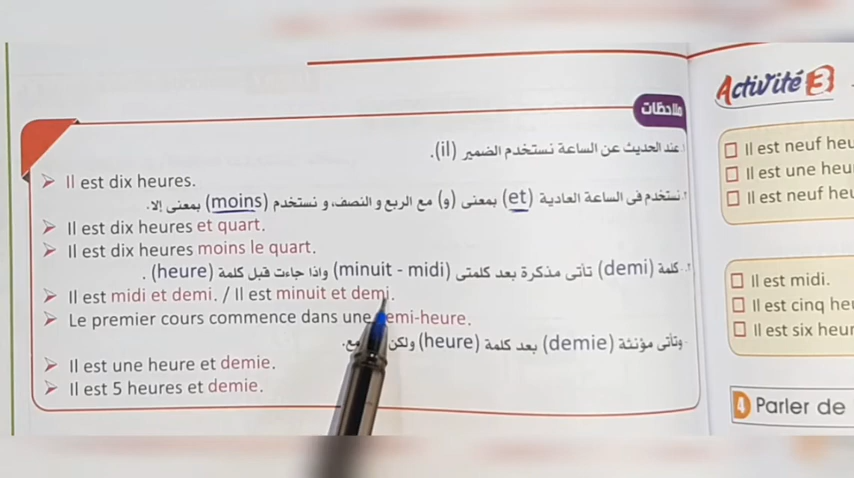 ملاحظات
١. عند الحديث عن الساعة نستخدم الضمير (il).
Il est dix heures.
٢. نستخدم فى الساعة العادية (et) بمعنى (و) مع الربع و النصف، و نستخدم (moins) بمعنى إلا.
Il est dix heures et quart.
Il est dix heures moins le quart.
٣. كلمة (demi) تأتى مذكرة بعد كلمتى (minuit - midi) واذا جاءت قبل كلمة (heure).
Il est midi et demi. / Il est minuit et demi.
Le premier cours commence dans une emi-heure.
وتأتى مؤنثة (demie) بعد كلمة (heure) ولكن
Il est une heure et demie.
Il est 5 heures et demie.
Activité 3
Il est neuf heu
Il est une heu
Il est neuf heu
Il est midi.
Il est cinq he
Il est six heur
4 Parler de